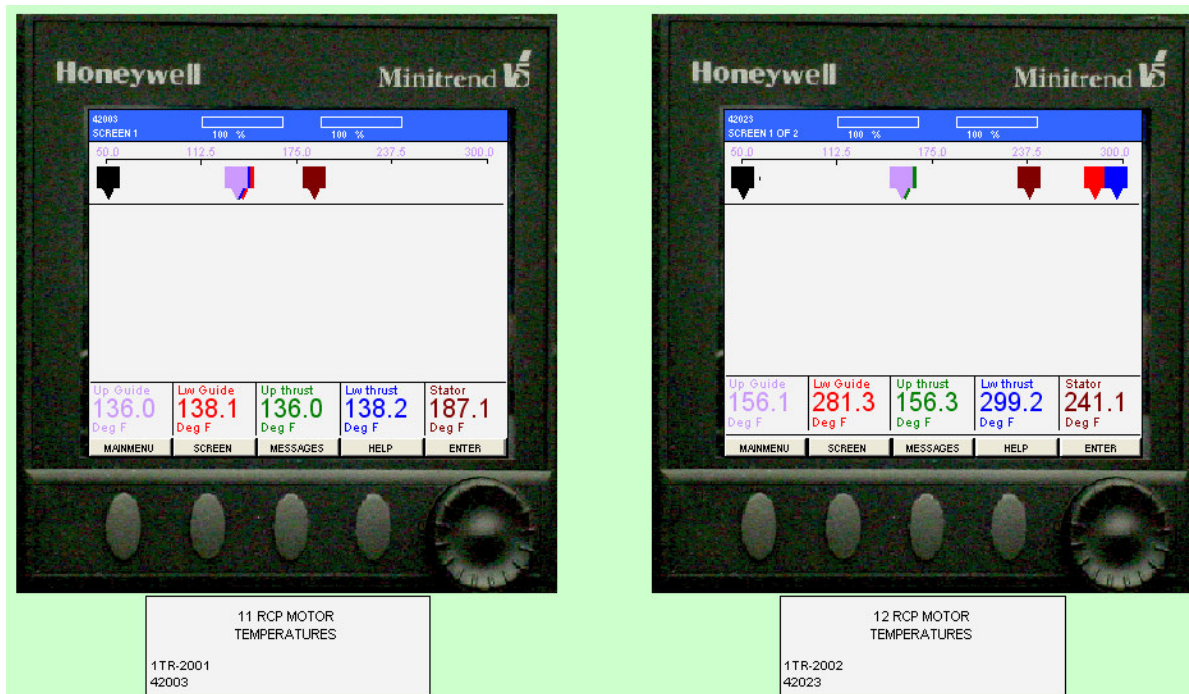 Honeywell
Minitrend V5
42003
SCREEN 1
100 %
100 %
50.0 112.5 175.0 237.5 300.0
Up Guide Lw Guide Up thrust Lw thrust Stator
136.0 138.1 136.0 138.2 187.1
Deg F Deg F Deg F Deg F Deg F
MAINMENU SCREEN MESSAGES HELP ENTER
11 RCP MOTOR
TEMPERATURES
1TR-2001
42003
Honeywell
Minitrend V5
42023
SCREEN 1 OF 2
100 %
100 %
50.0 112.5 175.0 237.5 300.0
Up Guide Lw Guide Up thrust Lw thrust Stator
156.1 281.3 156.3 299.2 241.1
Deg F Deg F Deg F Deg F Deg F
MAINMENU SCREEN MESSAGES HELP ENTER
12 RCP MOTOR
TEMPERATURES
1TR-2002
42023